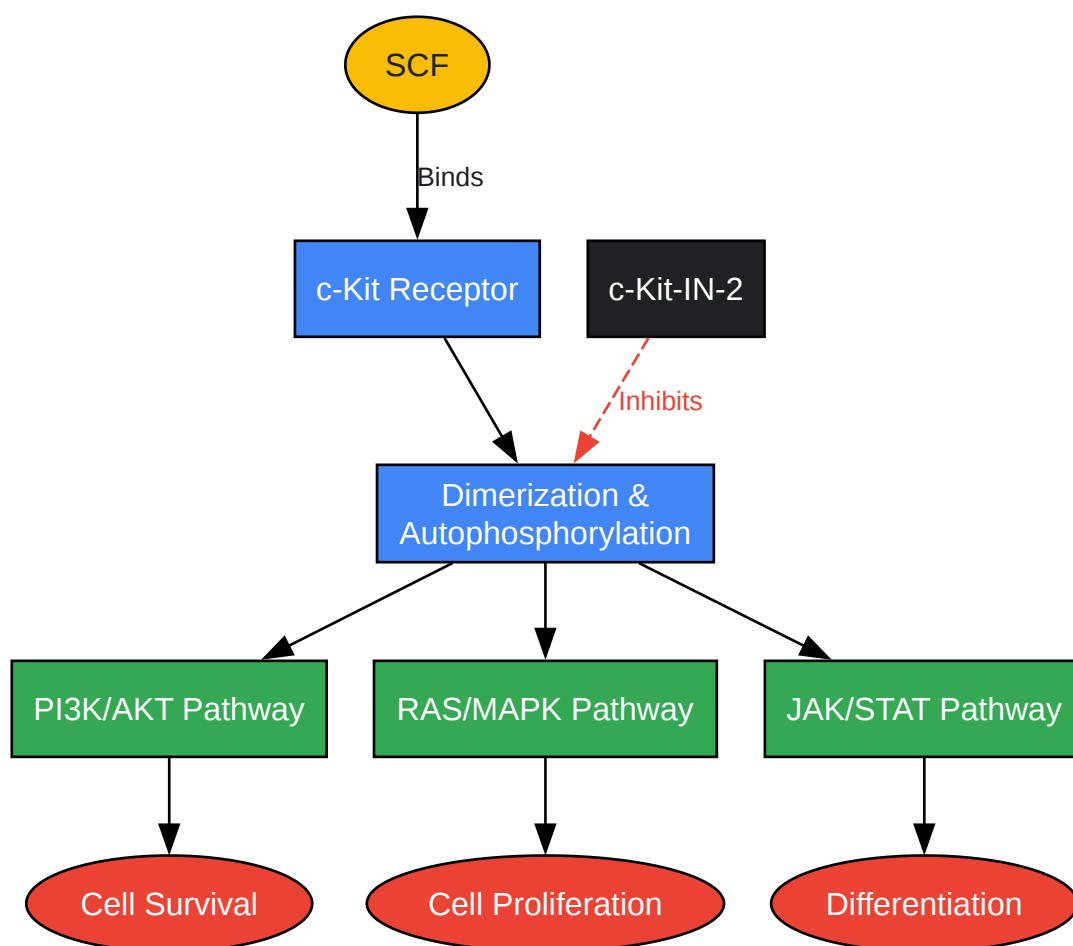 SCF
Binds
c-Kit Receptor
c-Kit-IN-2
Inhibits
Dimerization &
Autophosphorylation
PI3K/AKT Pathway
RAS/MAPK Pathway
JAK/STAT Pathway
Cell Survival
Cell Proliferation
Differentiation